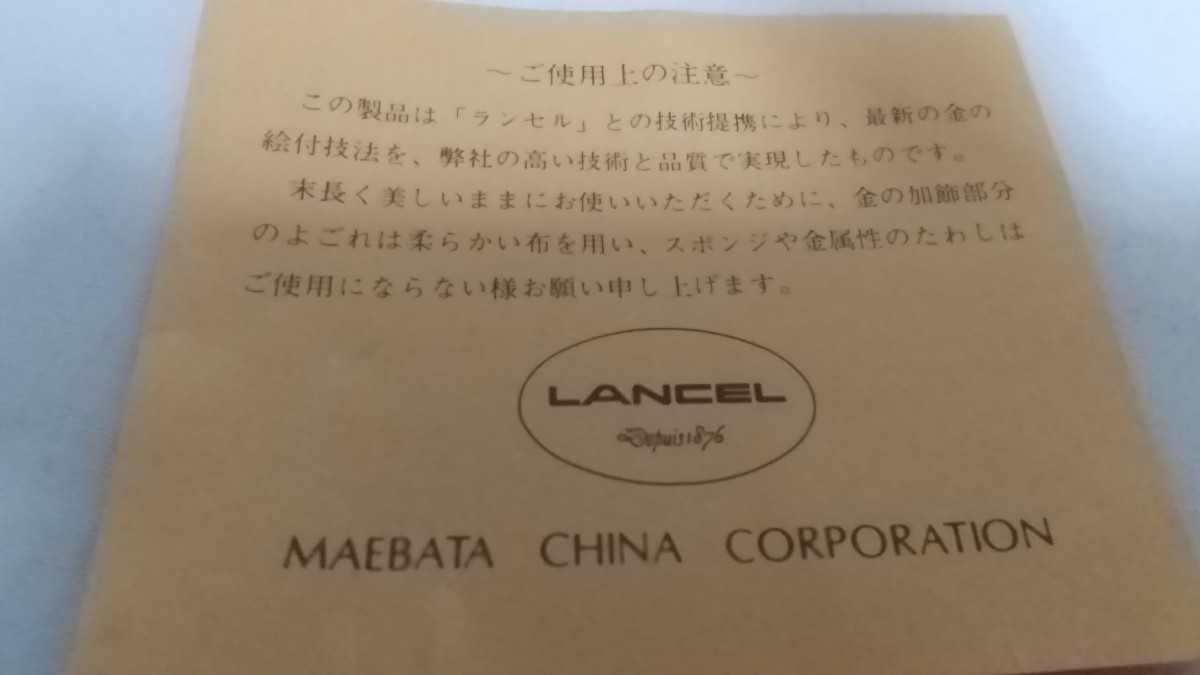 ～ご使用上の注意～
この製品は「ランセル」との技術提携により、最新の金の
絵付技法を、弊社の高い技術と品質で実現したものです。
末長く美しいままにお使いいただくために、金の加飾部分
のよごれは柔らかい布を用い、スポンジや金属性のたわしは
ご使用にならない様お願い申し上げます。
LANCEL
Depuis 1876
MAEBATA CHINA CORPORATION